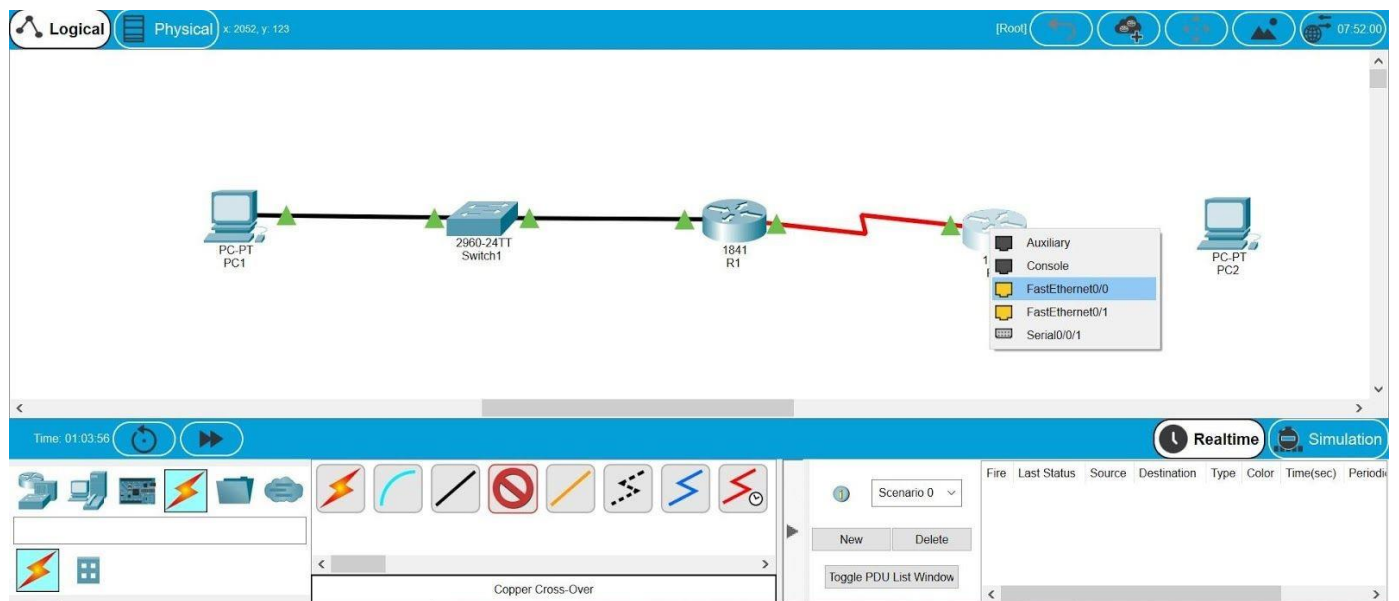 Logical
Physical
x: 2052, y: 123
[Root]
07:52:00
PC-PT
PC1
2960-24TT
Switch1
1841
R1
1
Auxiliary
Console
FastEthernet0/0
FastEthernet0/1
Serial0/0/1
PC-PT
PC2
Time: 01:03:56
Realtime
Simulation
Scenario 0
New
Delete
Toggle PDU List Window
Fire Last Status Source Destination Type Color Time(sec) Periodic
Copper Cross-Over